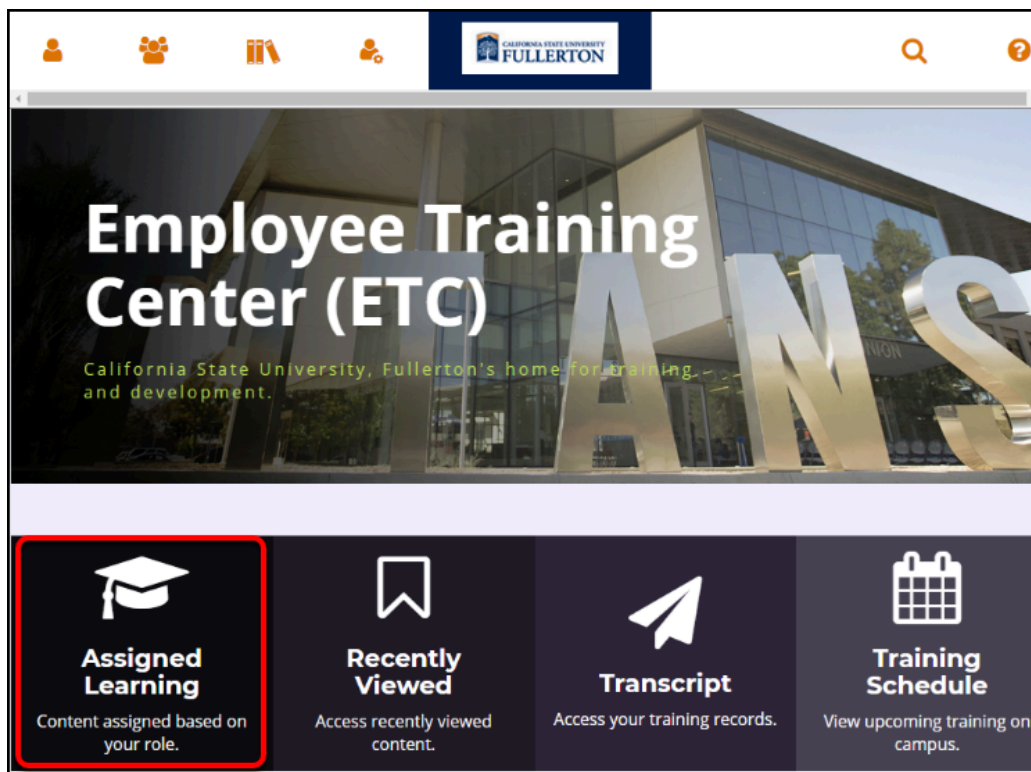 CALIFORNIA STATE UNIVERSITY
FULLERTON
Employee Training
Center (ETC)
California State University, Fullerton's home for training
and development.
TITANS
UNION
Assigned
Learning
Content assigned based on
your role.
Recently
Viewed
Access recently viewed
content.
Transcript
Access your training records.
Training
Schedule
View upcoming training on
campus.